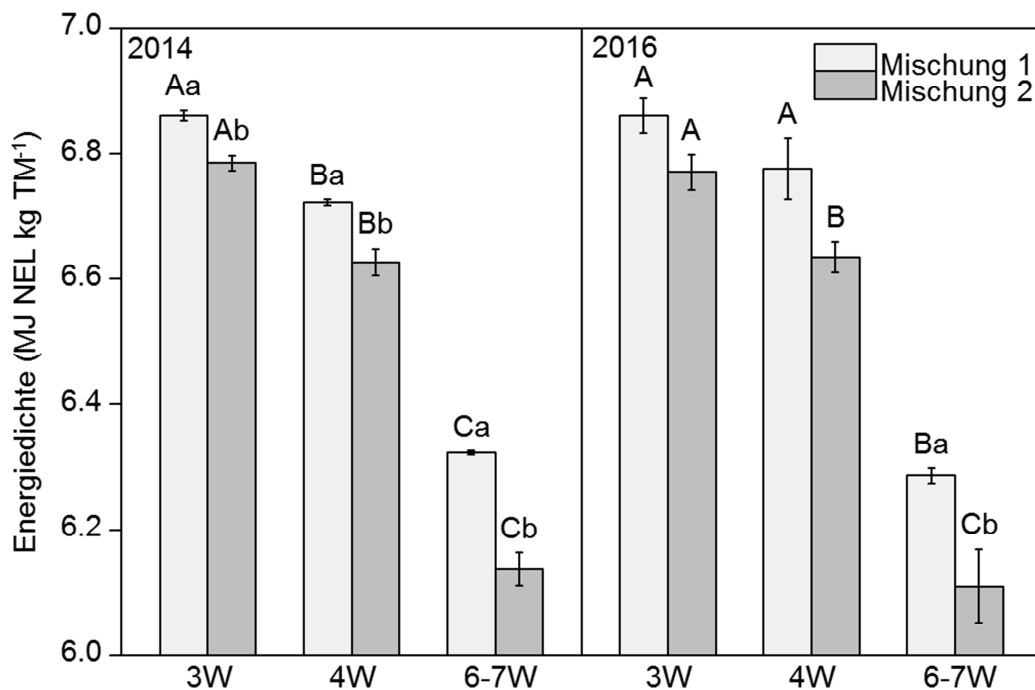 Energiedichte (MJ NEL kg TM⁻¹)
7.0
6.8
6.6
6.4
6.2
6.0
2014
Aa
Ab
Ba
Bb
Ca
Cb
3W
4W
6-7W
2016
Mischung 1
Mischung 2
A
A
A
B
Ba
Cb
3W
4W
6-7W